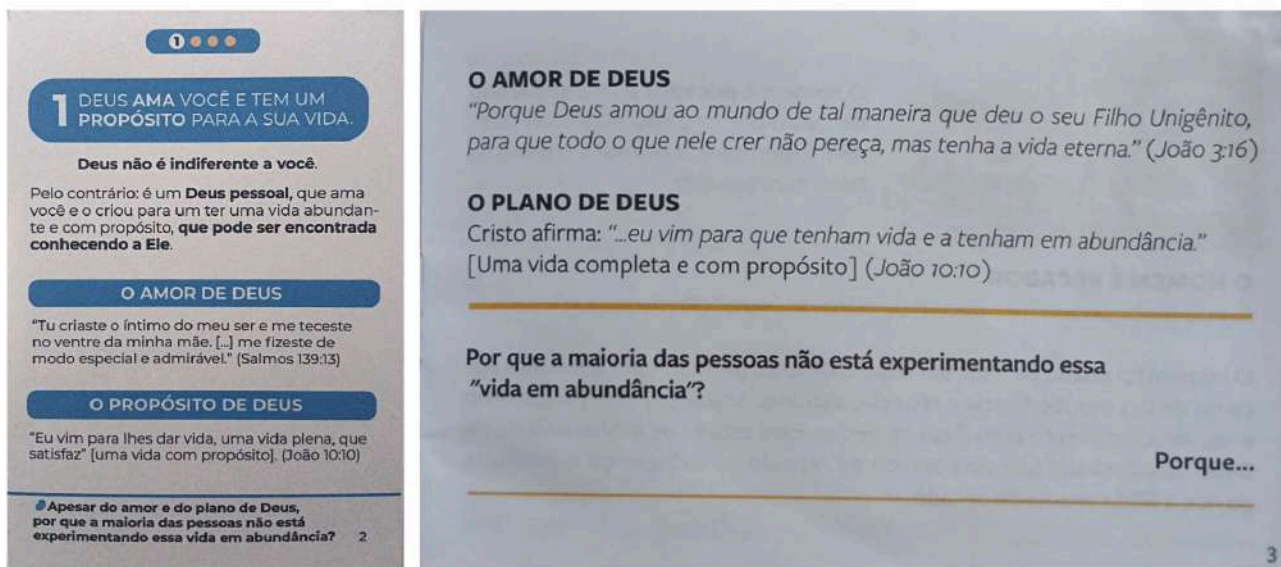 1
1 DEUS AMA VOCÊ E TEM UM
PROPÓSITO PARA A SUA VIDA.
Deus não é indiferente a você.
Pelo contrário: é um Deus pessoal, que ama
você e o criou para um ter uma vida abundan-
te e com propósito, que pode ser encontrada
conhecendo a Ele.
O AMOR DE DEUS
“Tu criaste o íntimo do meu ser e me teceste
no ventre da minha mãe. [...] me fizeste de
modo especial e admirável.” (Salmos 139:13)
O PROPÓSITO DE DEUS
“Eu vim para lhes dar vida, uma vida plena, que
satisfaz” [uma vida com propósito]. (João 10:10)
Apesar do amor e do plano de Deus,
por que a maioria das pessoas não está
experimentando essa vida em abundância? 2
O AMOR DE DEUS
“Porque Deus amou ao mundo de tal maneira que deu o seu Filho Unigênito,
para que todo o que nele crer não pereça, mas tenha a vida eterna.” (João 3:16)
O PLANO DE DEUS
Cristo afirma: “...eu vim para que tenham vida e a tenham em abundância.”
[Uma vida completa e com propósito] (João 10:10)
Por que a maioria das pessoas não está experimentando essa
"vida em abundância"?
Porque...
3